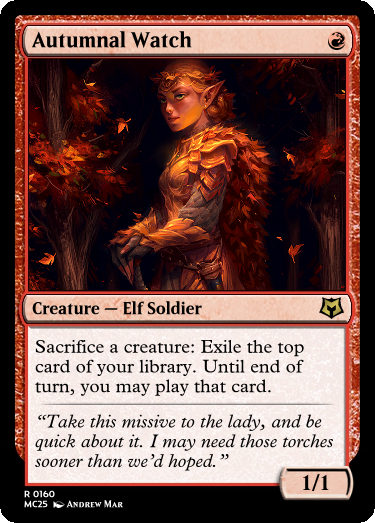 Autumnal Watch
Creature — Elf Soldier
Sacrifice a creature: Exile the top
card of your library. Until end of
turn, you may play that card.
“Take this missive to the lady, and be
quick about it. I may need those torches
sooner than we’d hoped.”
1/1
R 0160
MC25 Andrew Mar